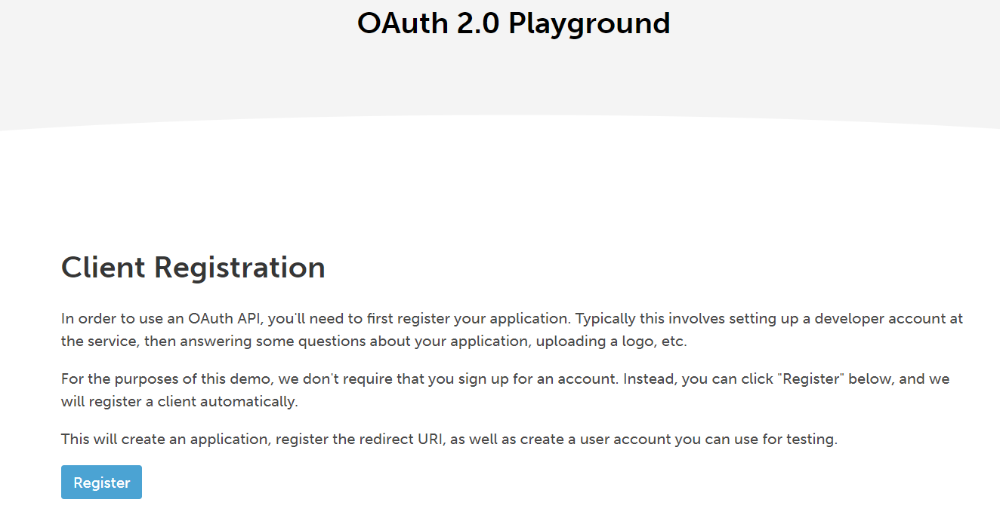 OAuth 2.0 Playground
Client Registration
In order to use an OAuth API, you'll need to first register your application. Typically this involves setting up a developer account at
the service, then answering some questions about your application, uploading a logo, etc.
For the purposes of this demo, we don't require that you sign up for an account. Instead, you can click "Register" below, and we
will register a client automatically.
This will create an application, register the redirect URI, as well as create a user account you can use for testing.
Register